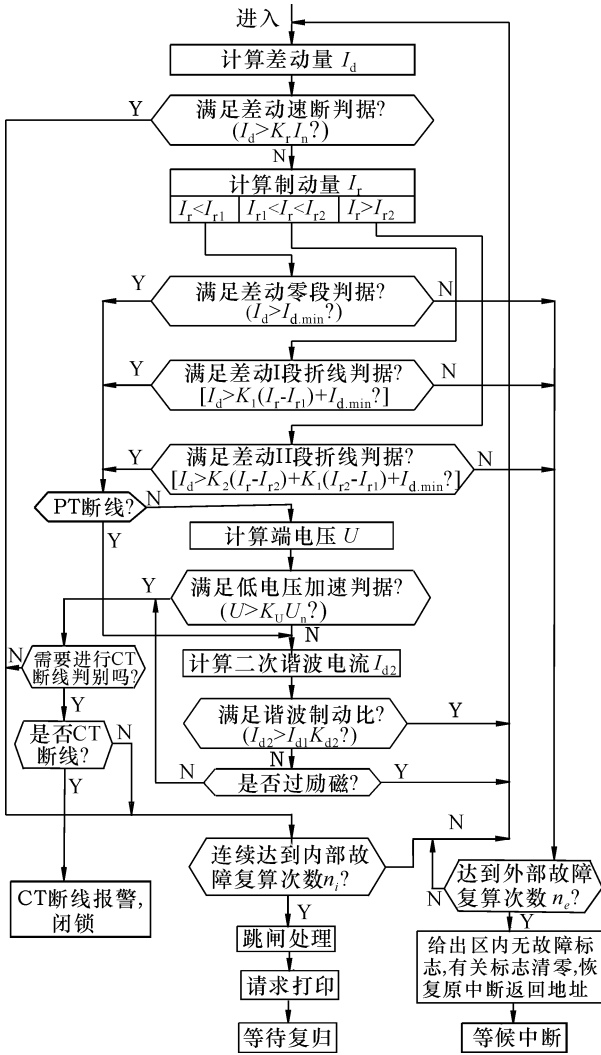 进入
计算差动量 I_d
Y
满足差动速断判据?
(I_d>K_rI_n?)
N
计算制动量 I_r
I_r<I_r1
I_r1<I_r<I_r2
I_r>I_r2
Y
满足差动零段判据?
(I_d>I_d.min?)
N
Y
满足差动I段折线判据?
[I_d>K_1(I_r-I_r1)+I_d.min?]
N
Y
满足差动II段折线判据?
[I_d>K_2(I_r-I_r2)+K_1(I_r2-I_r1)+I_d.min?]
N
PT断线?
N
Y
计算端电压 U
Y
满足低电压加速判据?
(U>K_UU_n?)
N
N
需要进行CT
断线判别吗?
Y
计算二次谐波电流I_d2
满足谐波制动比?
(I_d2>I_d1K_d2?)
Y
N
是否CT
断线?
N
Y
N
是否过励磁?
Y
连续达到内部故
障复算次数n_i?
N
Y
CT断线报警,
闭锁
达到外部故障
复算次数 n_e?
N
Y
跳闸处理
请求打印
等待复归
给出区内无故障标
志,有关标志清零,恢
复原中断返回地址
等候中断